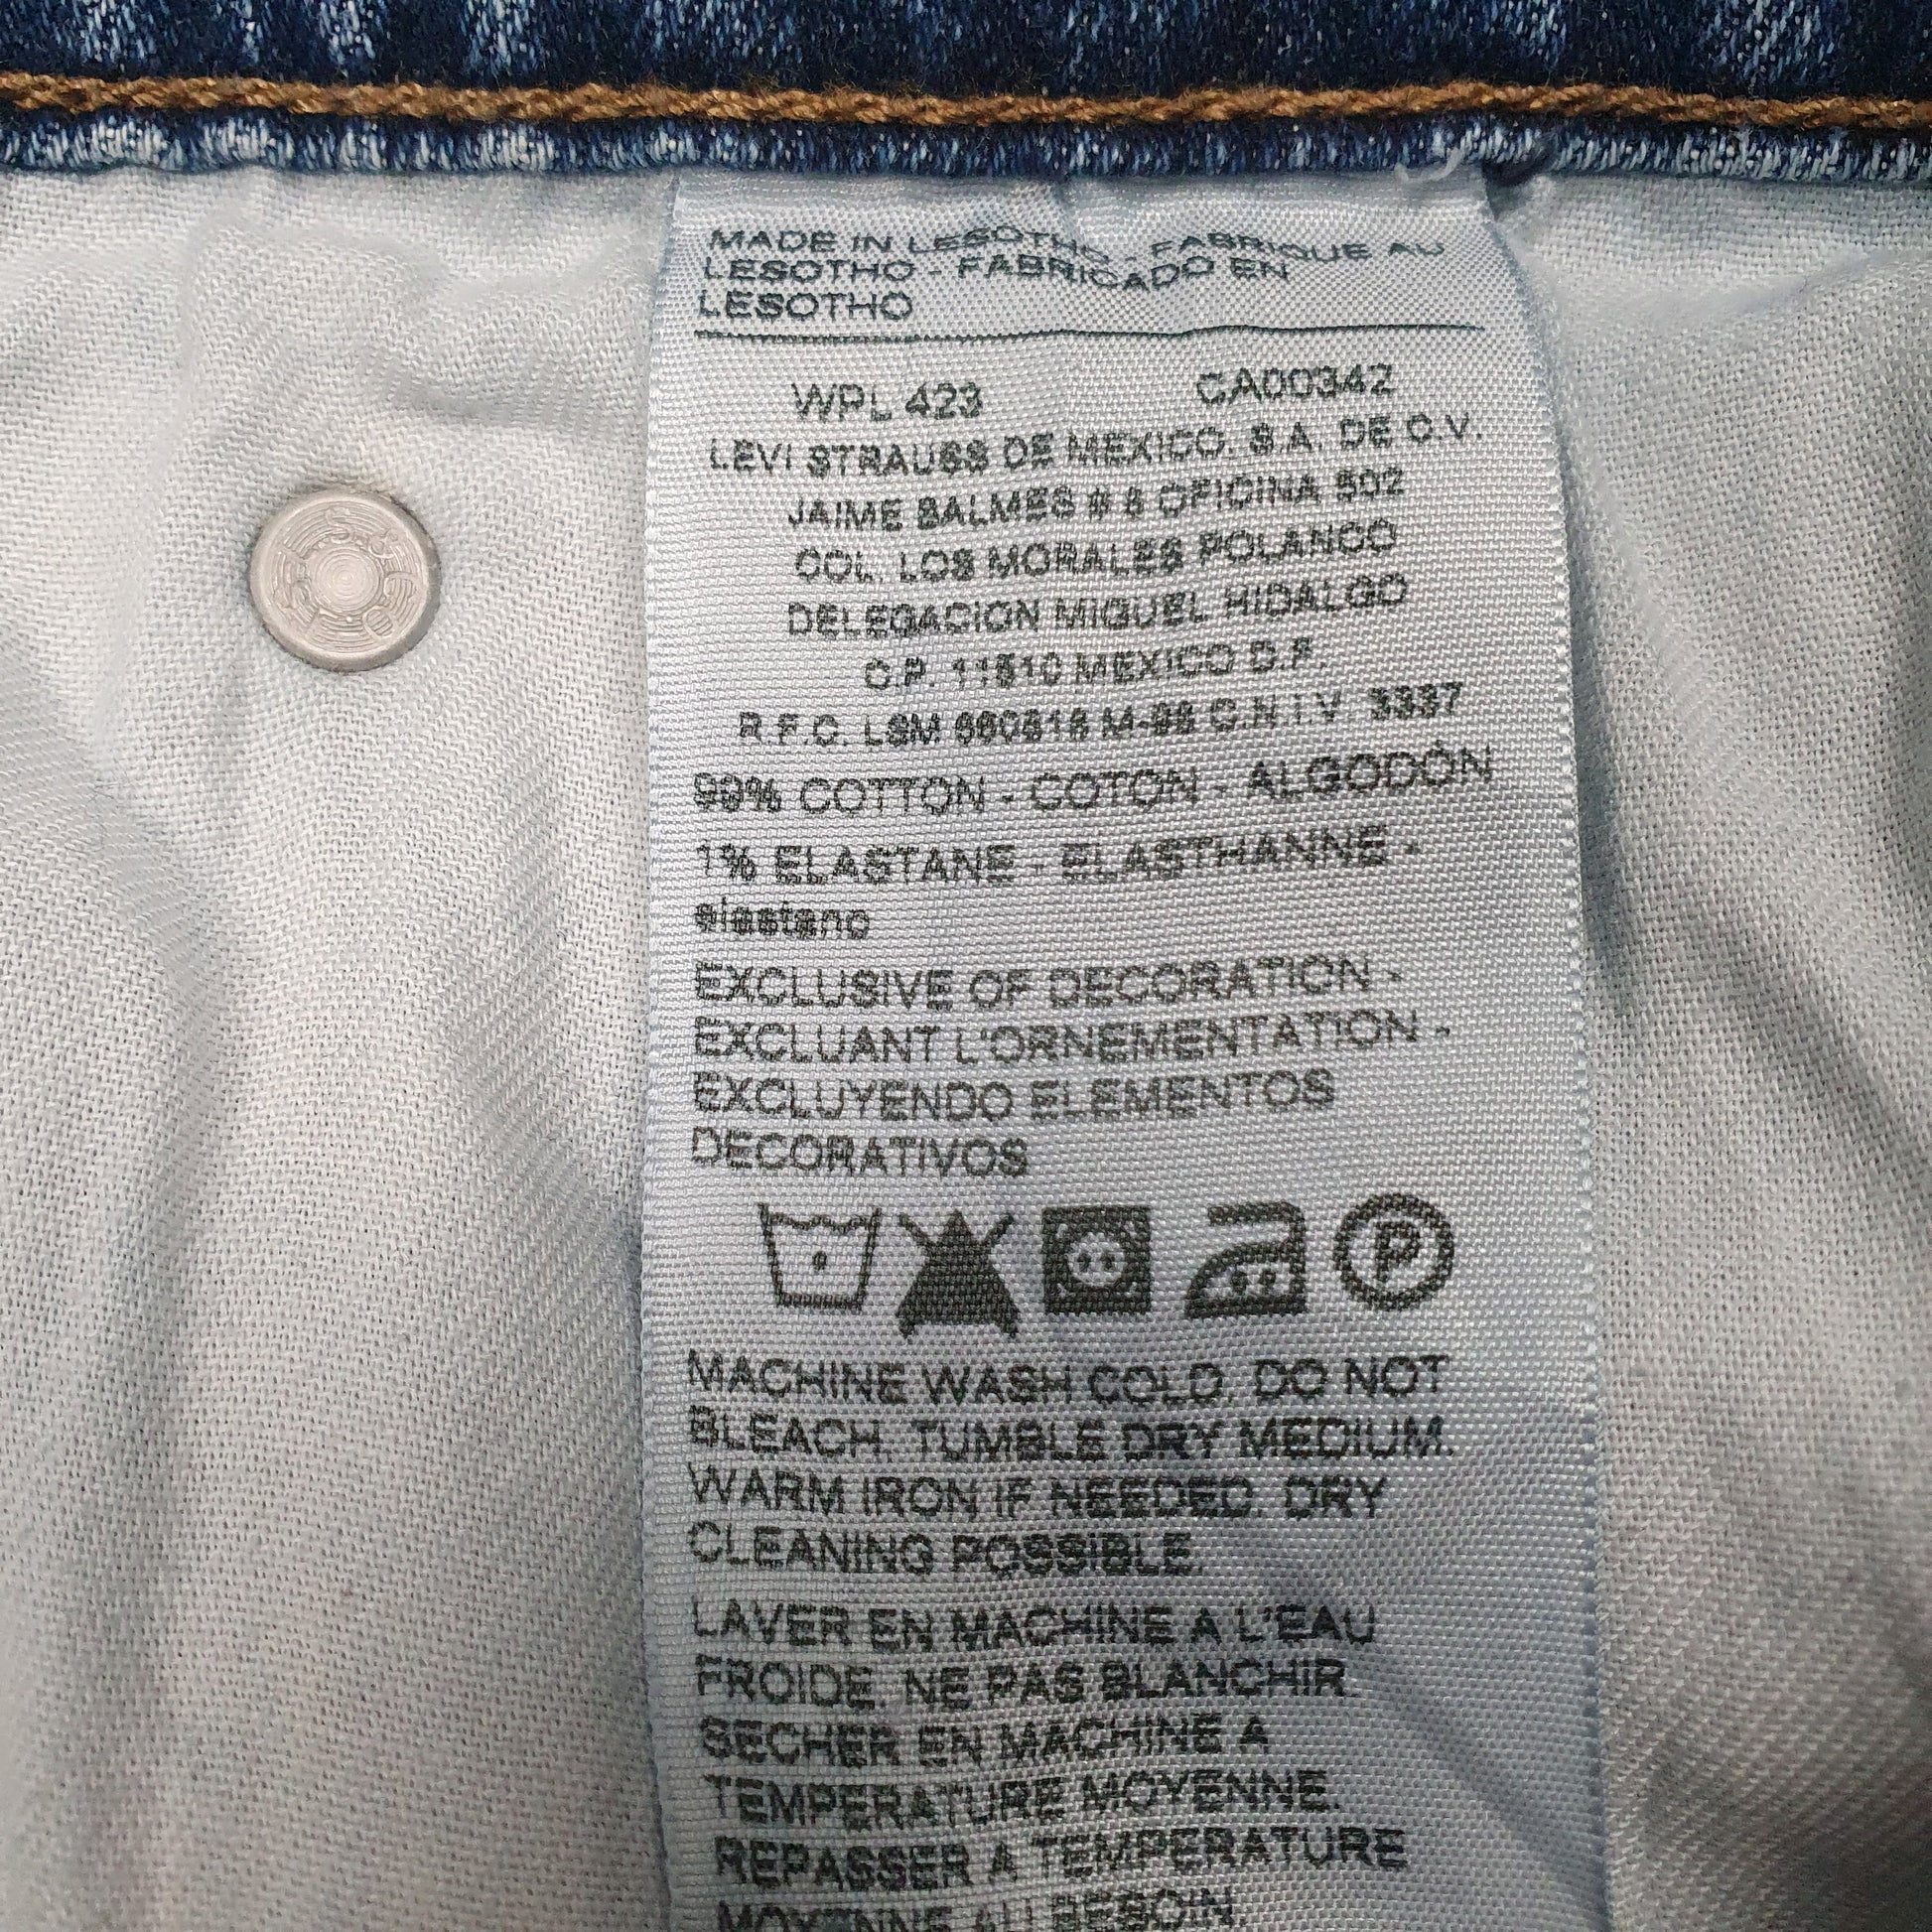 MADE IN LESOTHO - FABRIQUE AU
LESOTHO - FABRICADO EN
LESOTHO
WPL 423 CA00342
LEVI STRAUSS DE MEXICO. S.A. DE C.V.
JAIME BALMES # 8 OFICINA 502
COL. LOS MORALES POLANCO
DELEGACION MIGUEL HIDALGO
C.P. 11510 MEXICO D.F.
R.F.C. LSM C.N.I.V. 3337
99% COTTON - COTON - ALGODÓN
1% ELASTANE - ELASTHANNE -
elastano
EXCLUSIVE OF DECORATION -
EXCLUANT L'ORNEMENTATION -
EXCLUYENDO ELEMENTOS
DECORATIVOS
P
MACHINE WASH COLD. DO NOT
BLEACH. TUMBLE DRY MEDIUM.
WARM IRON IF NEEDED. DRY
CLEANING POSSIBLE.
LAVER EN MACHINE A L'EAU
FROIDE. NE PAS BLANCHIR.
SECHER EN MACHINE A
TEMPERATURE MOYENNE.
REPASSER A TEMPERATURE
MOYENNE AU BESOIN.